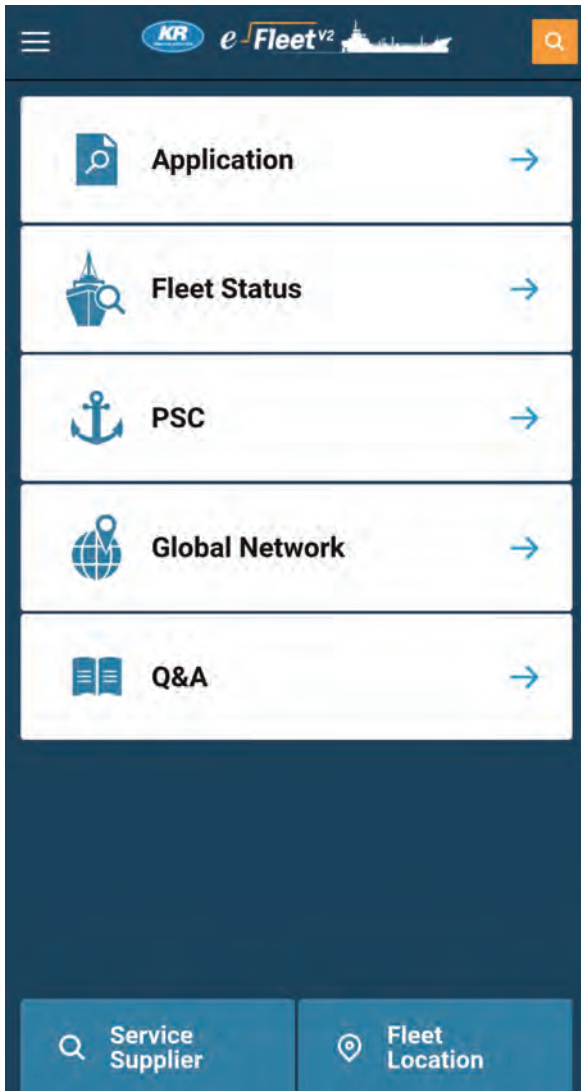 KR
e-Fleet V2
Application
Fleet Status
PSC
Global Network
Q&A
Service
Supplier
Fleet
Location